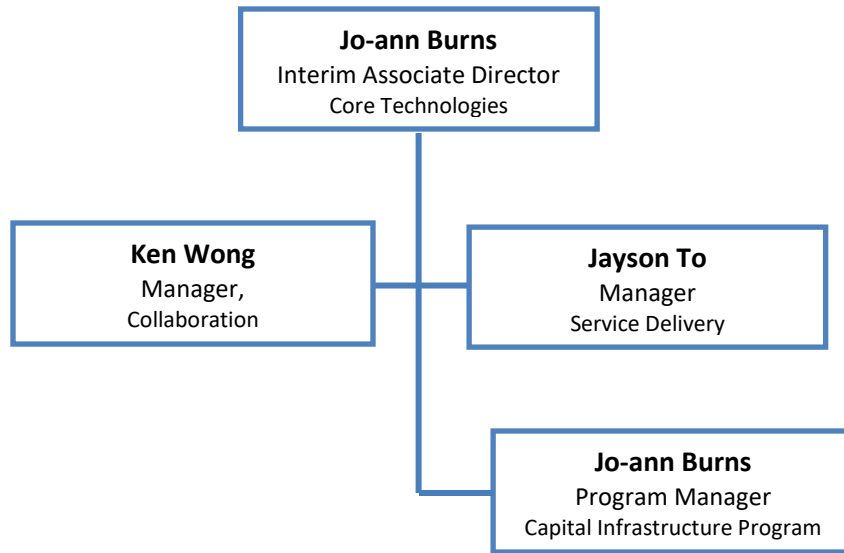 Jo-ann Burns
Interim Associate Director
Core Technologies
Ken Wong
Manager,
Collaboration
Jayson To
Manager
Service Delivery
Jo-ann Burns
Program Manager
Capital Infrastructure Program